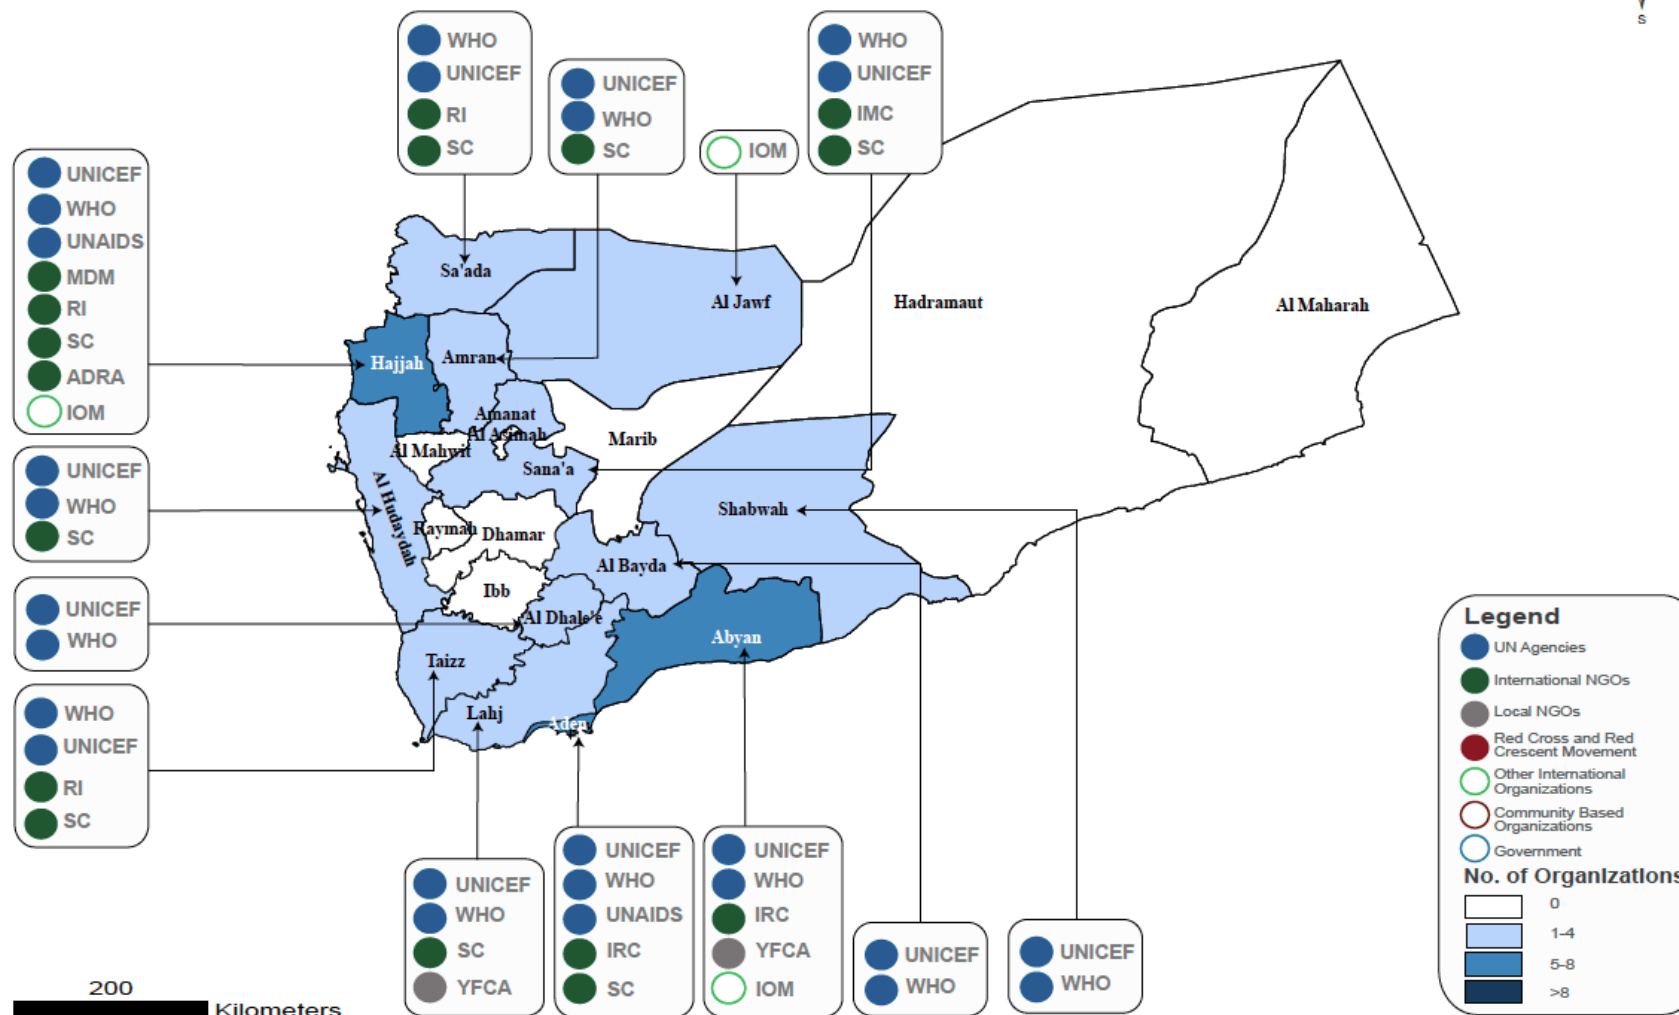 S
WHO
UNICEF
RI
SC
UNICEF
WHO
SC
IOM
WHO
UNICEF
IMC
SC
UNICEF
WHO
UNAIDS
MDM
RI
SC
ADRA
IOM
UNICEF
WHO
SC
UNICEF
WHO
WHO
UNICEF
RI
SC
Sa'ada
Al Jawf
Hadramaut
Al Maharah
Hajjah
Amran
Amanat
Al Asimah
Al Mahwit
Marib
Sana'a
Al Hudaydah
Raymah
Dhamar
Shabwah
Al Bayda
Ibb
Al Dhale'e
Abyan
Taizz
Lahj
Aden
UNICEF
WHO
SC
YFCA
UNICEF
WHO
UNAIDS
IRC
SC
UNICEF
WHO
IRC
YFCA
IOM
UNICEF
WHO
UNICEF
WHO
200
Kilometers
Legend
UN Agencies
International NGOs
Local NGOs
Red Cross and Red
Crescent Movement
Other International
Organizations
Community Based
Organizations
Government
No. of Organizations
0
1-4
5-8
>8